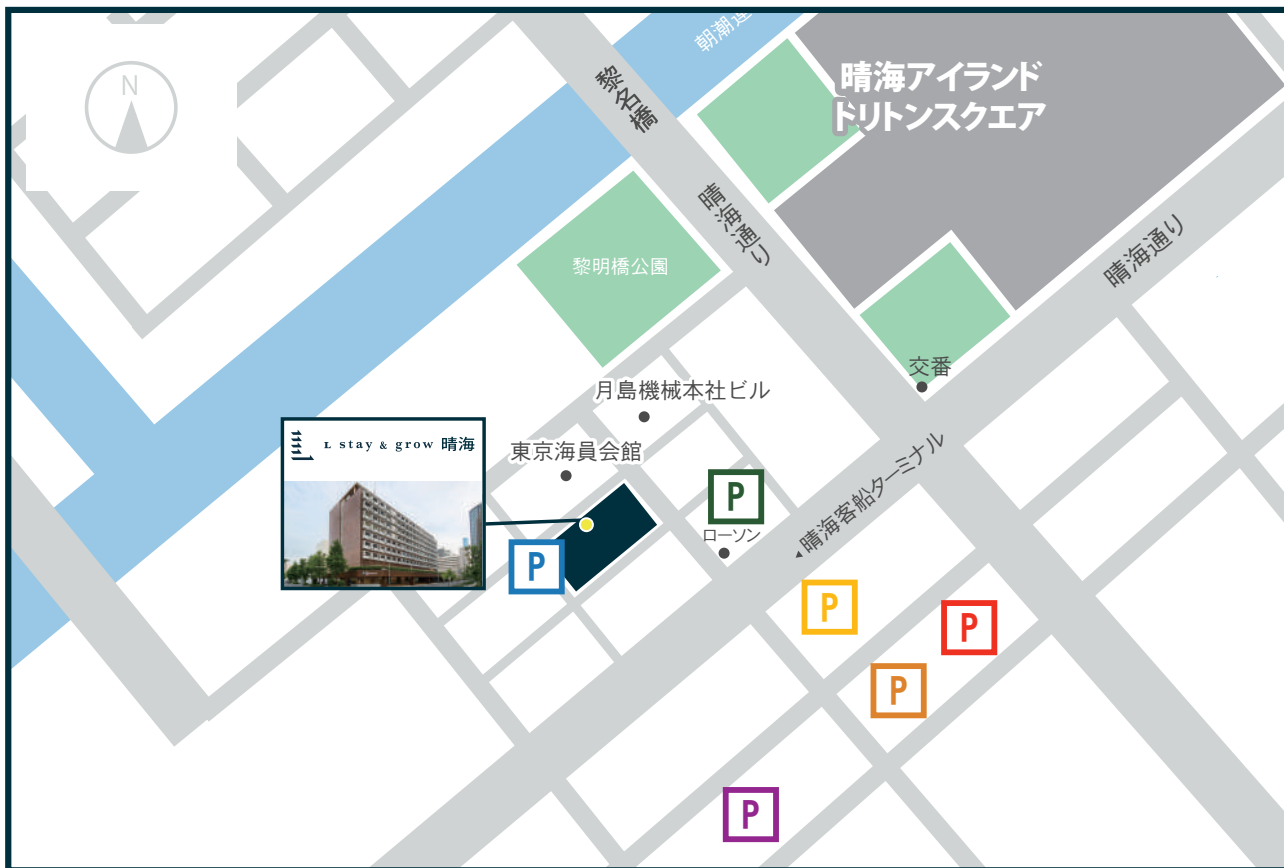 N
朝潮
黎名橋
晴海アイランド
トリトンスクエア
晴海通り
晴海通り
黎明橋公園
交番
月島機械本社ビル
東京海員会館
L stay & grow 晴海
P
ローソン
晴海客船ターミナル
P
P
P
P
P